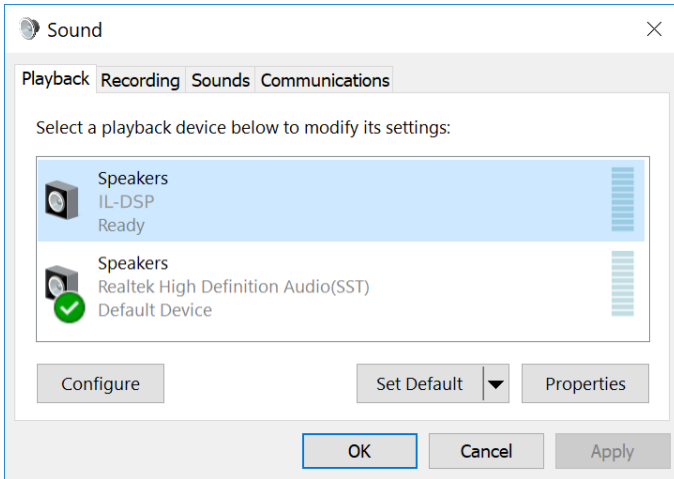 Sound
Playback Recording Sounds Communications
Select a playback device below to modify its settings:
Speakers
IL-DSP
Ready
Speakers
Realtek High Definition Audio(SST)
Default Device
Configure Set Default Properties
OK Cancel Apply